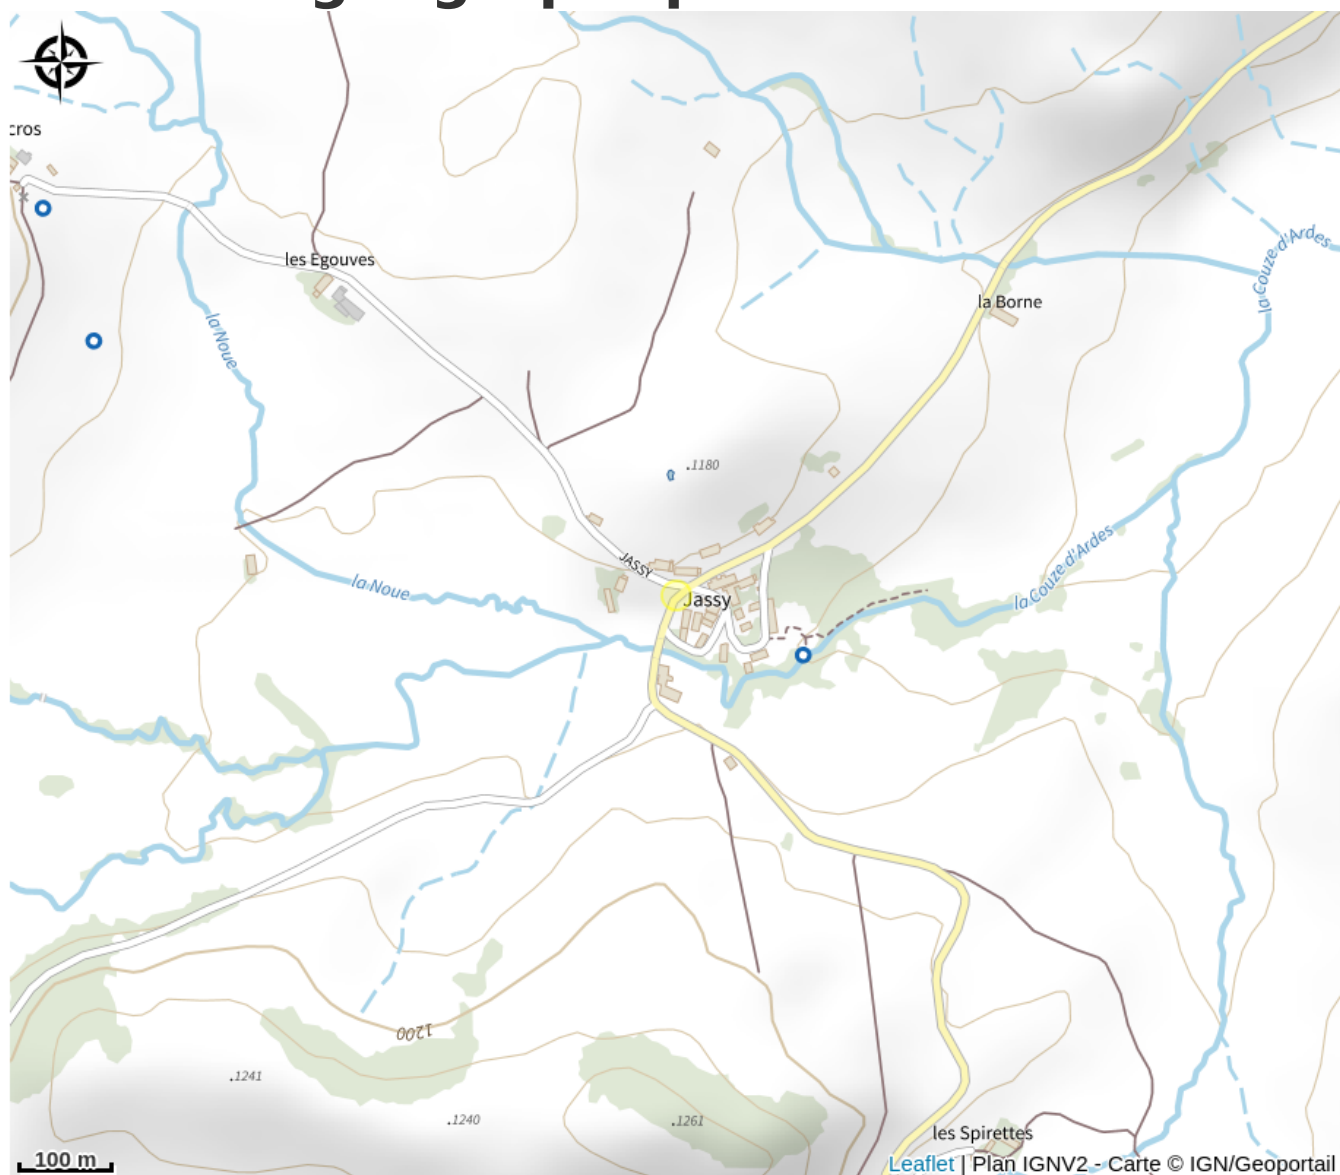 cros
les Egouves
la Couze d'Ardes
la Borne
la Noue
.1180
JASSY
Jassy
la Noue
la Couze d'Ardes
1200
.1241
.1240
.1261
les Spirettes
100 m
Leaflet | Plan IGNV2 - Carte © IGN/Geoportail